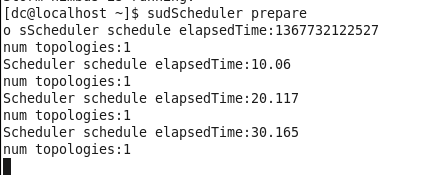 [dc@localhost ~]$ sudScheduler prepare
o sScheduler schedule elapsedTime:1367732122527
num topologies:1
Scheduler schedule elapsedTime:10.06
num topologies:1
Scheduler schedule elapsedTime:20.117
num topologies:1
Scheduler schedule elapsedTime:30.165
num topologies:1